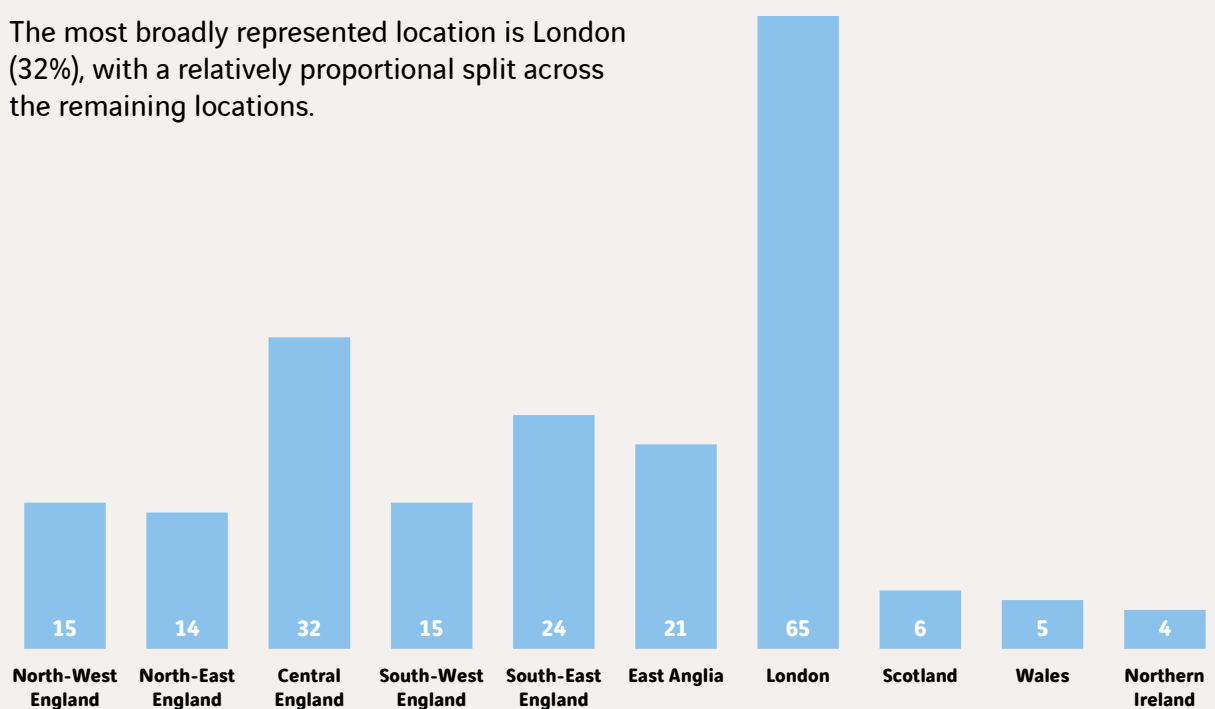 The most broadly represented location is London
(32%), with a relatively proportional split across
the remaining locations.
15
14
32
15
24
21
65
6
5
4
North-West
England
North-East
England
Central
England
South-West
England
South-East
England
East Anglia
London
Scotland
Wales
Northern
Ireland